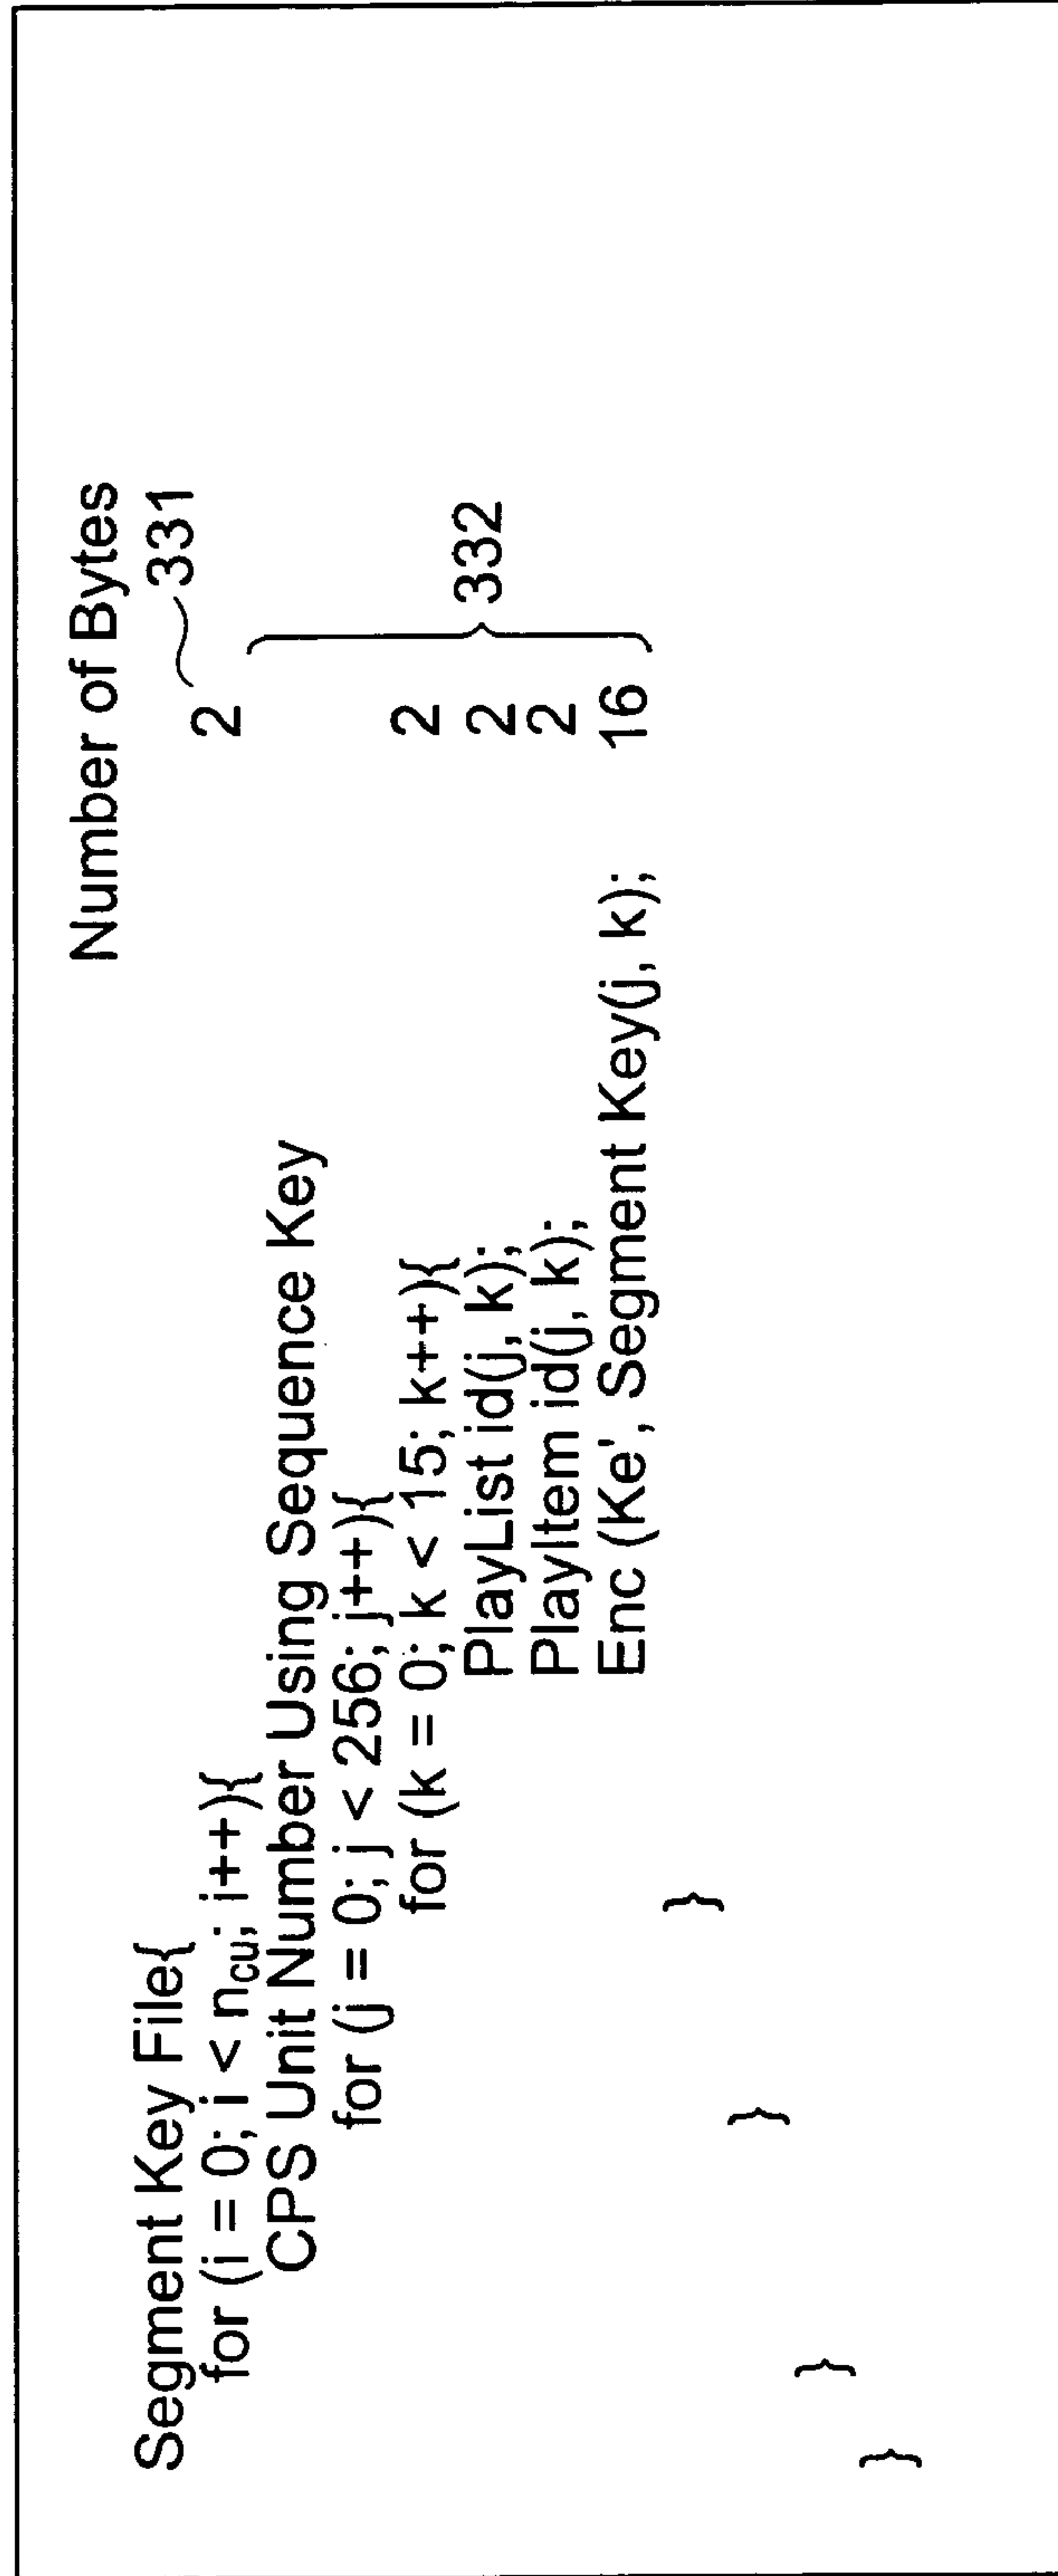 Number of Bytes
Segment Key File{ 331
for (i = 0; i < ncu; i++){ 2
CPS Unit Number Using Sequence Key
for (j = 0; j < 256; j++){
for (k = 0; k < 15; k++){ 2
PlayList id(j, k); 2 332
PlayItem id(j, k); 2
Enc (Ke', Segment Key(j, k); 16
}
}
}
}